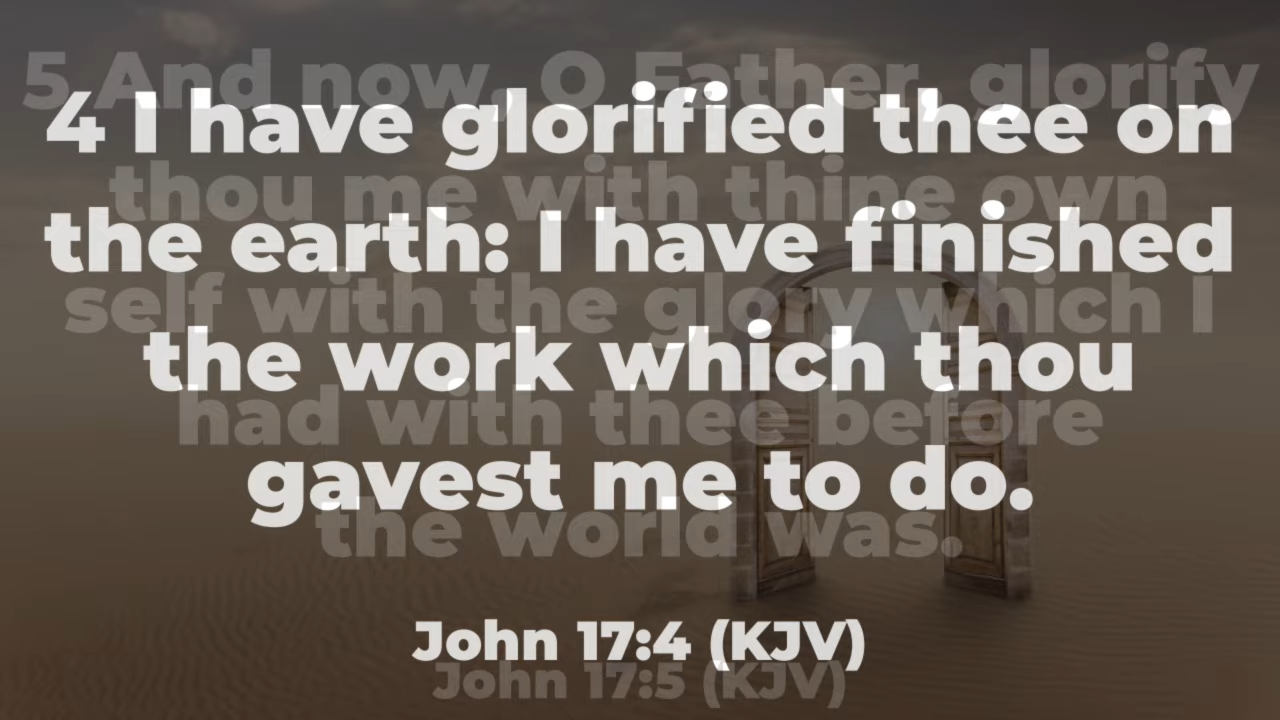 4 I have glorified thee on
the earth: I have finished
the work which thou
gavest me to do.
John 17:4 (KJV)
5 And now, O Father, glorify
thou me with thine own
self with the glory which I
had with thee before
the world was.
John 17:5 (KJV)